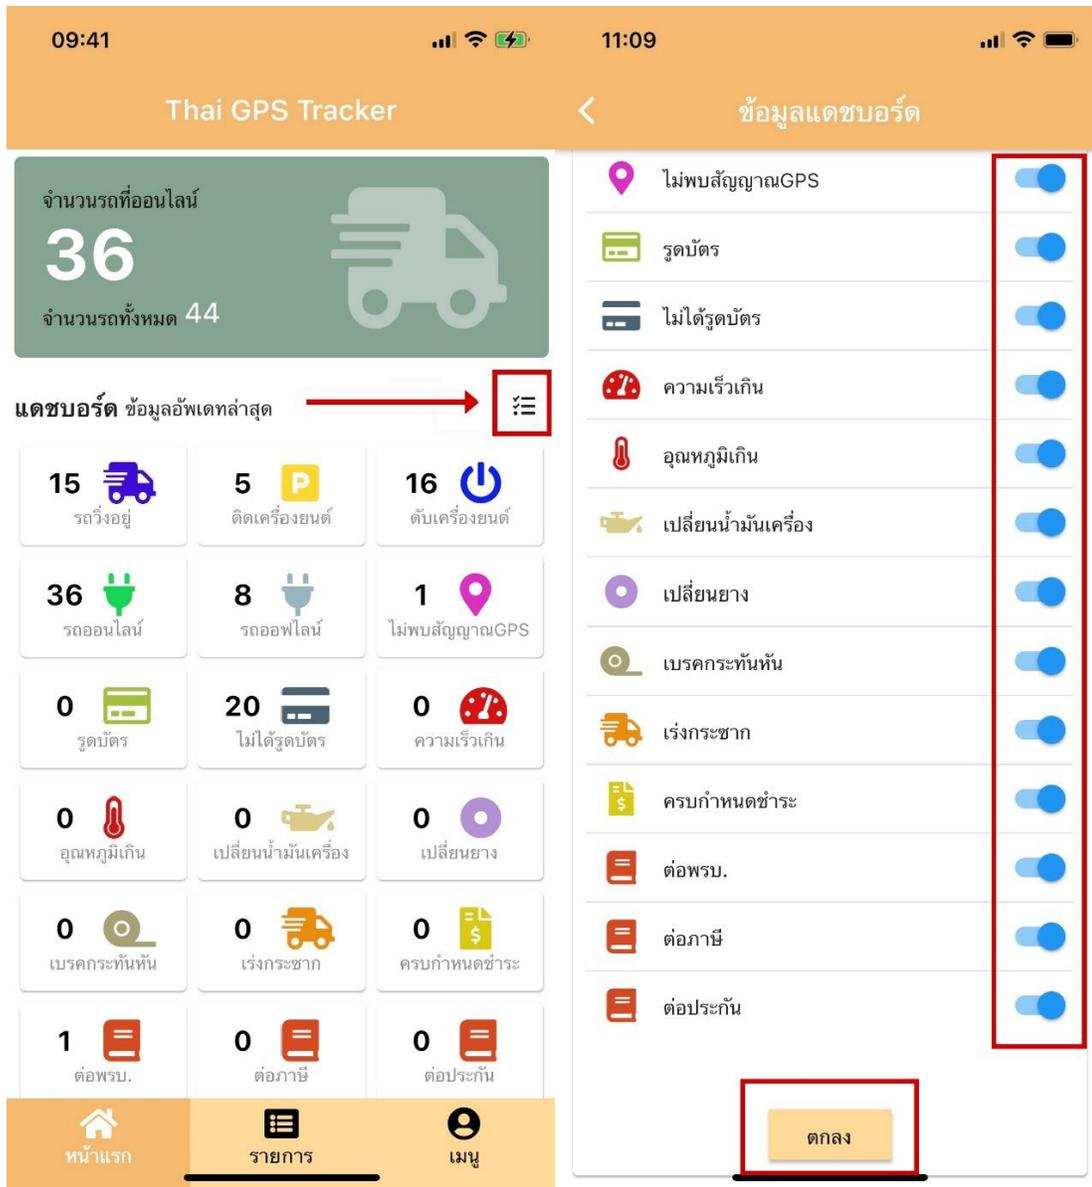 09:41
Thai GPS Tracker
จำนวนรถที่ออนไลน์
36
จำนวนรถทั้งหมด 44
แดชบอร์ด ข้อมูลอัพเดทล่าสุด
15
รถวิ่งอยู่
5
P
ติดเครื่องยนต์
16
ดับเครื่องยนต์
36
รถออนไลน์
8
รถออฟไลน์
1
ไม่พบสัญญาณGPS
0
รูดบัตร
20
ไม่ได้รูดบัตร
0
ความเร็วเกิน
0
อุณหภูมิเกิน
0
เปลี่ยนน้ำมันเครื่อง
0
เปลี่ยนยาง
0
เบรคกระทันหัน
0
เร่งกระชาก
0
$
ครบกำหนดชำระ
1
ต่อพรบ.
0
ต่อภาษี
0
ต่อประกัน
หน้าแรก
รายการ
เมนู
11:09
ข้อมูลแดชบอร์ด
ไม่พบสัญญาณGPS
รูดบัตร
ไม่ได้รูดบัตร
ความเร็วเกิน
อุณหภูมิเกิน
เปลี่ยนน้ำมันเครื่อง
เปลี่ยนยาง
เบรคกระทันหัน
เร่งกระชาก
$
ครบกำหนดชำระ
ต่อพรบ.
ต่อภาษี
ต่อประกัน
ตกลง